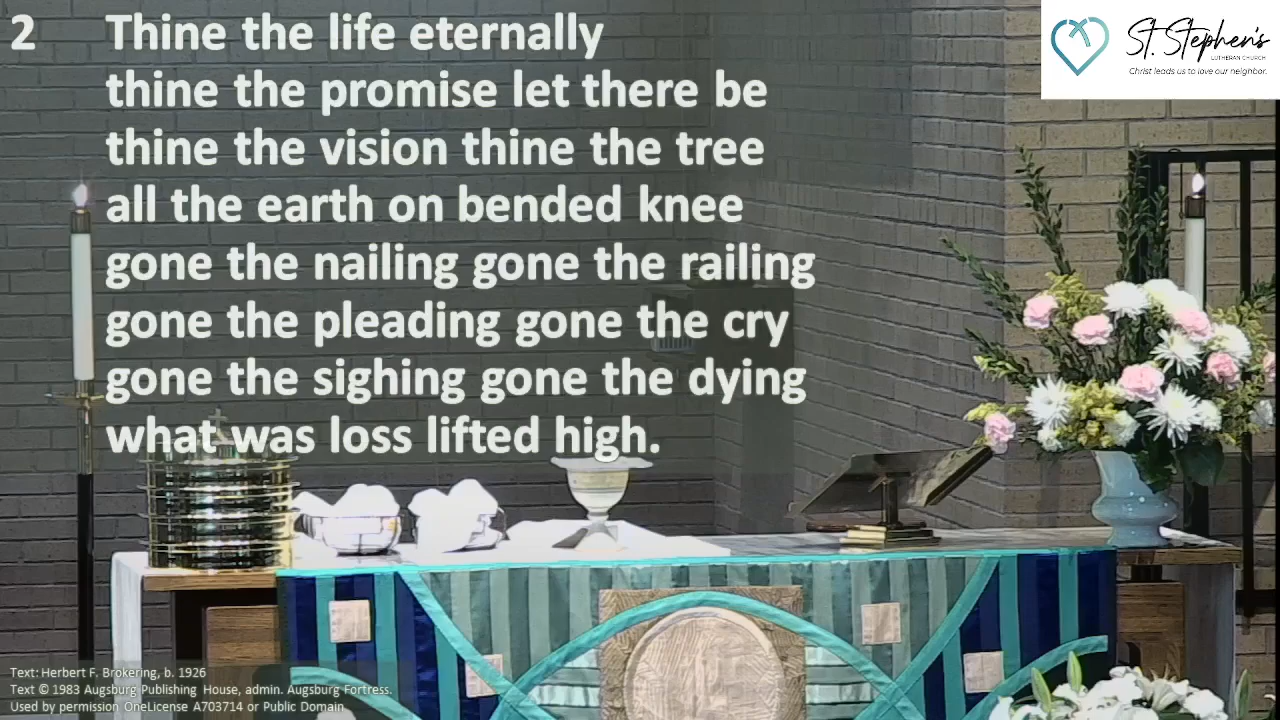 2 Thine the life eternally
thine the promise let there be
thine the vision thine the tree
all the earth on bended knee
gone the nailing gone the railing
gone the pleading gone the cry
gone the sighing gone the dying
what was loss lifted high.
St. Stephen's
LUTHERAN CHURCH
Christ leads us to love our neighbor.
Text: Herbert F. Brokering, b. 1926
Text © 1983 Augsburg Publishing House, admin. Augsburg Fortress.
Used by permission OneLicense A703714 or Public Domain.